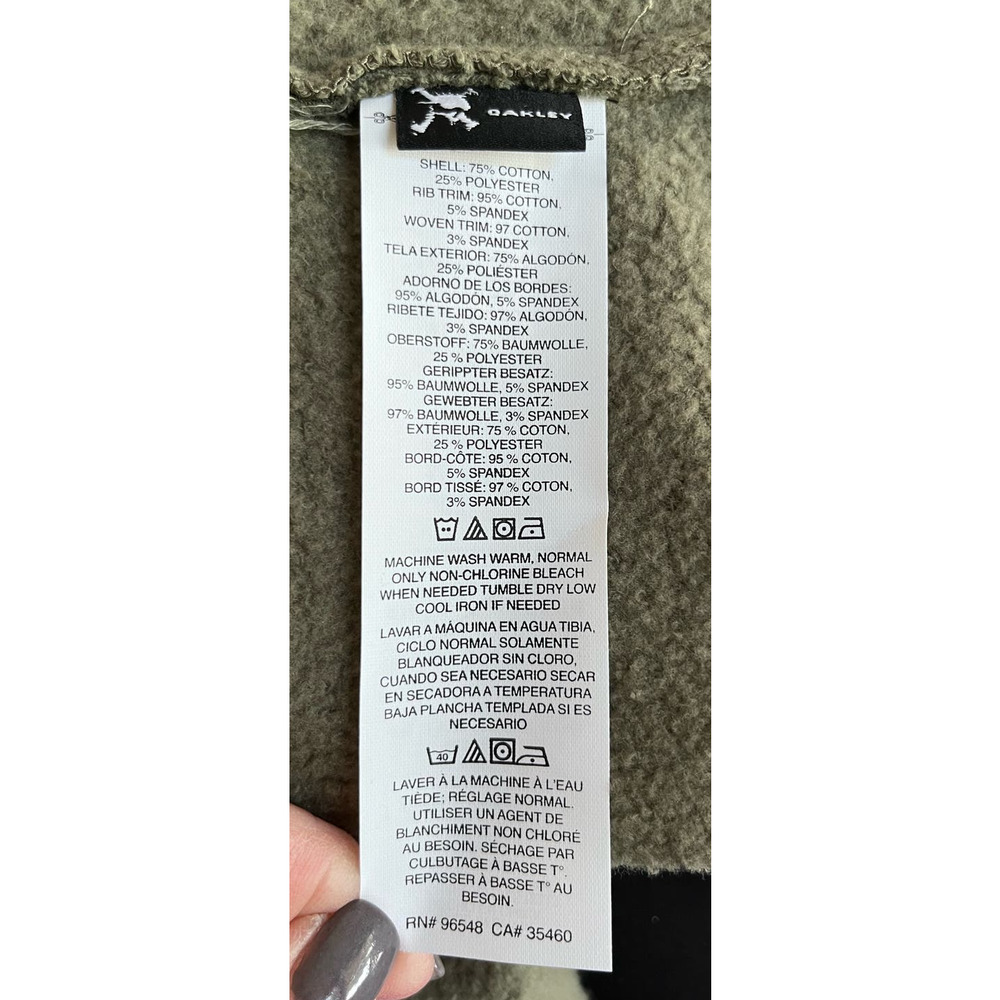 OAKLEY
SHELL: 75% COTTON,
25% POLYESTER
RIB TRIM: 95% COTTON,
5% SPANDEX
WOVEN TRIM: 97 COTTON,
3% SPANDEX
TELA EXTERIOR: 75% ALGODÓN,
25% POLIÉSTER
ADORNO DE LOS BORDES:
95% ALGODÓN, 5% SPANDEX
RIBETE TEJIDO: 97% ALGODÓN,
3% SPANDEX
OBERSTOFF: 75% BAUMWOLLE,
25 % POLYESTER
GERIPPTER BESATZ:
95% BAUMWOLLE, 5% SPANDEX
GEWEBTER BESATZ:
97% BAUMWOLLE, 3% SPANDEX
EXTÉRIEUR: 75 % COTON,
25 % POLYESTER
BORD-CÔTE: 95 % COTON,
5% SPANDEX
BORD TISSÉ: 97 % COTON,
3% SPANDEX
MACHINE WASH WARM, NORMAL
ONLY NON-CHLORINE BLEACH
WHEN NEEDED TUMBLE DRY LOW
COOL IRON IF NEEDED
LAVAR A MÁQUINA EN AGUA TIBIA,
CICLO NORMAL SOLAMENTE
BLANQUEADOR SIN CLORO,
CUANDO SEA NECESARIO SECAR
EN SECADORA A TEMPERATURA
BAJA PLANCHA TEMPLADA SI ES
NECESARIO
40
LAVER À LA MACHINE À L'EAU
TIÈDE; RÉGLAGE NORMAL.
UTILISER UN AGENT DE
BLANCHIMENT NON CHLORÉ
AU BESOIN. SÉCHAGE PAR
CULBUTAGE À BASSE T°.
REPASSER À BASSE T° AU
BESOIN.
RN# 96548 CA# 35460